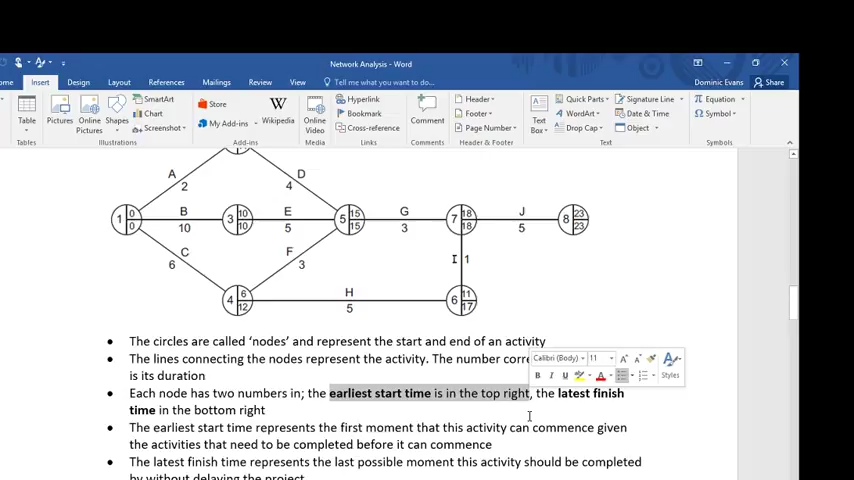 Network Analysis - Word
Dominic Evans
Share
Insert
Design
Layout
References
Mailings
Review
View
Tell me what you want to do...
Table
Pictures
Online Pictures
Shapes
SmartArt
Chart
Screenshot
Store
My Add-ins
Wikipedia
Online Video
Hyperlink
Bookmark
Cross-reference
Comment
Header
Footer
Page Number
Text Box
Quick Parts
WordArt
Drop Cap
Signature Line
Date & Time
Object
Equation
Symbol
Tables
Illustrations
Add-ins
Media
Links
Comments
Header & Footer
Text
Symbols
A
2
D
4
1 0 0
B
10
3 10 10
E
5
5 15 15
G
3
7 18 18
J
5
8 23 23
C
6
F
3
I 1
4 6 12
H
5
6 11 17
• The circles are called ‘nodes’ and represent the start and end of an activity
• The lines connecting the nodes represent the activity. The number corre
is its duration
• Each node has two numbers in; the earliest start time is in the top right, the latest finish
time in the bottom right
• The earliest start time represents the first moment that this activity can commence given
the activities that need to be completed before it can commence
• The latest finish time represents the last possible moment this activity should be completed
by without delaying the project
Calibri (Body) 11 A A
B I U A
Styles